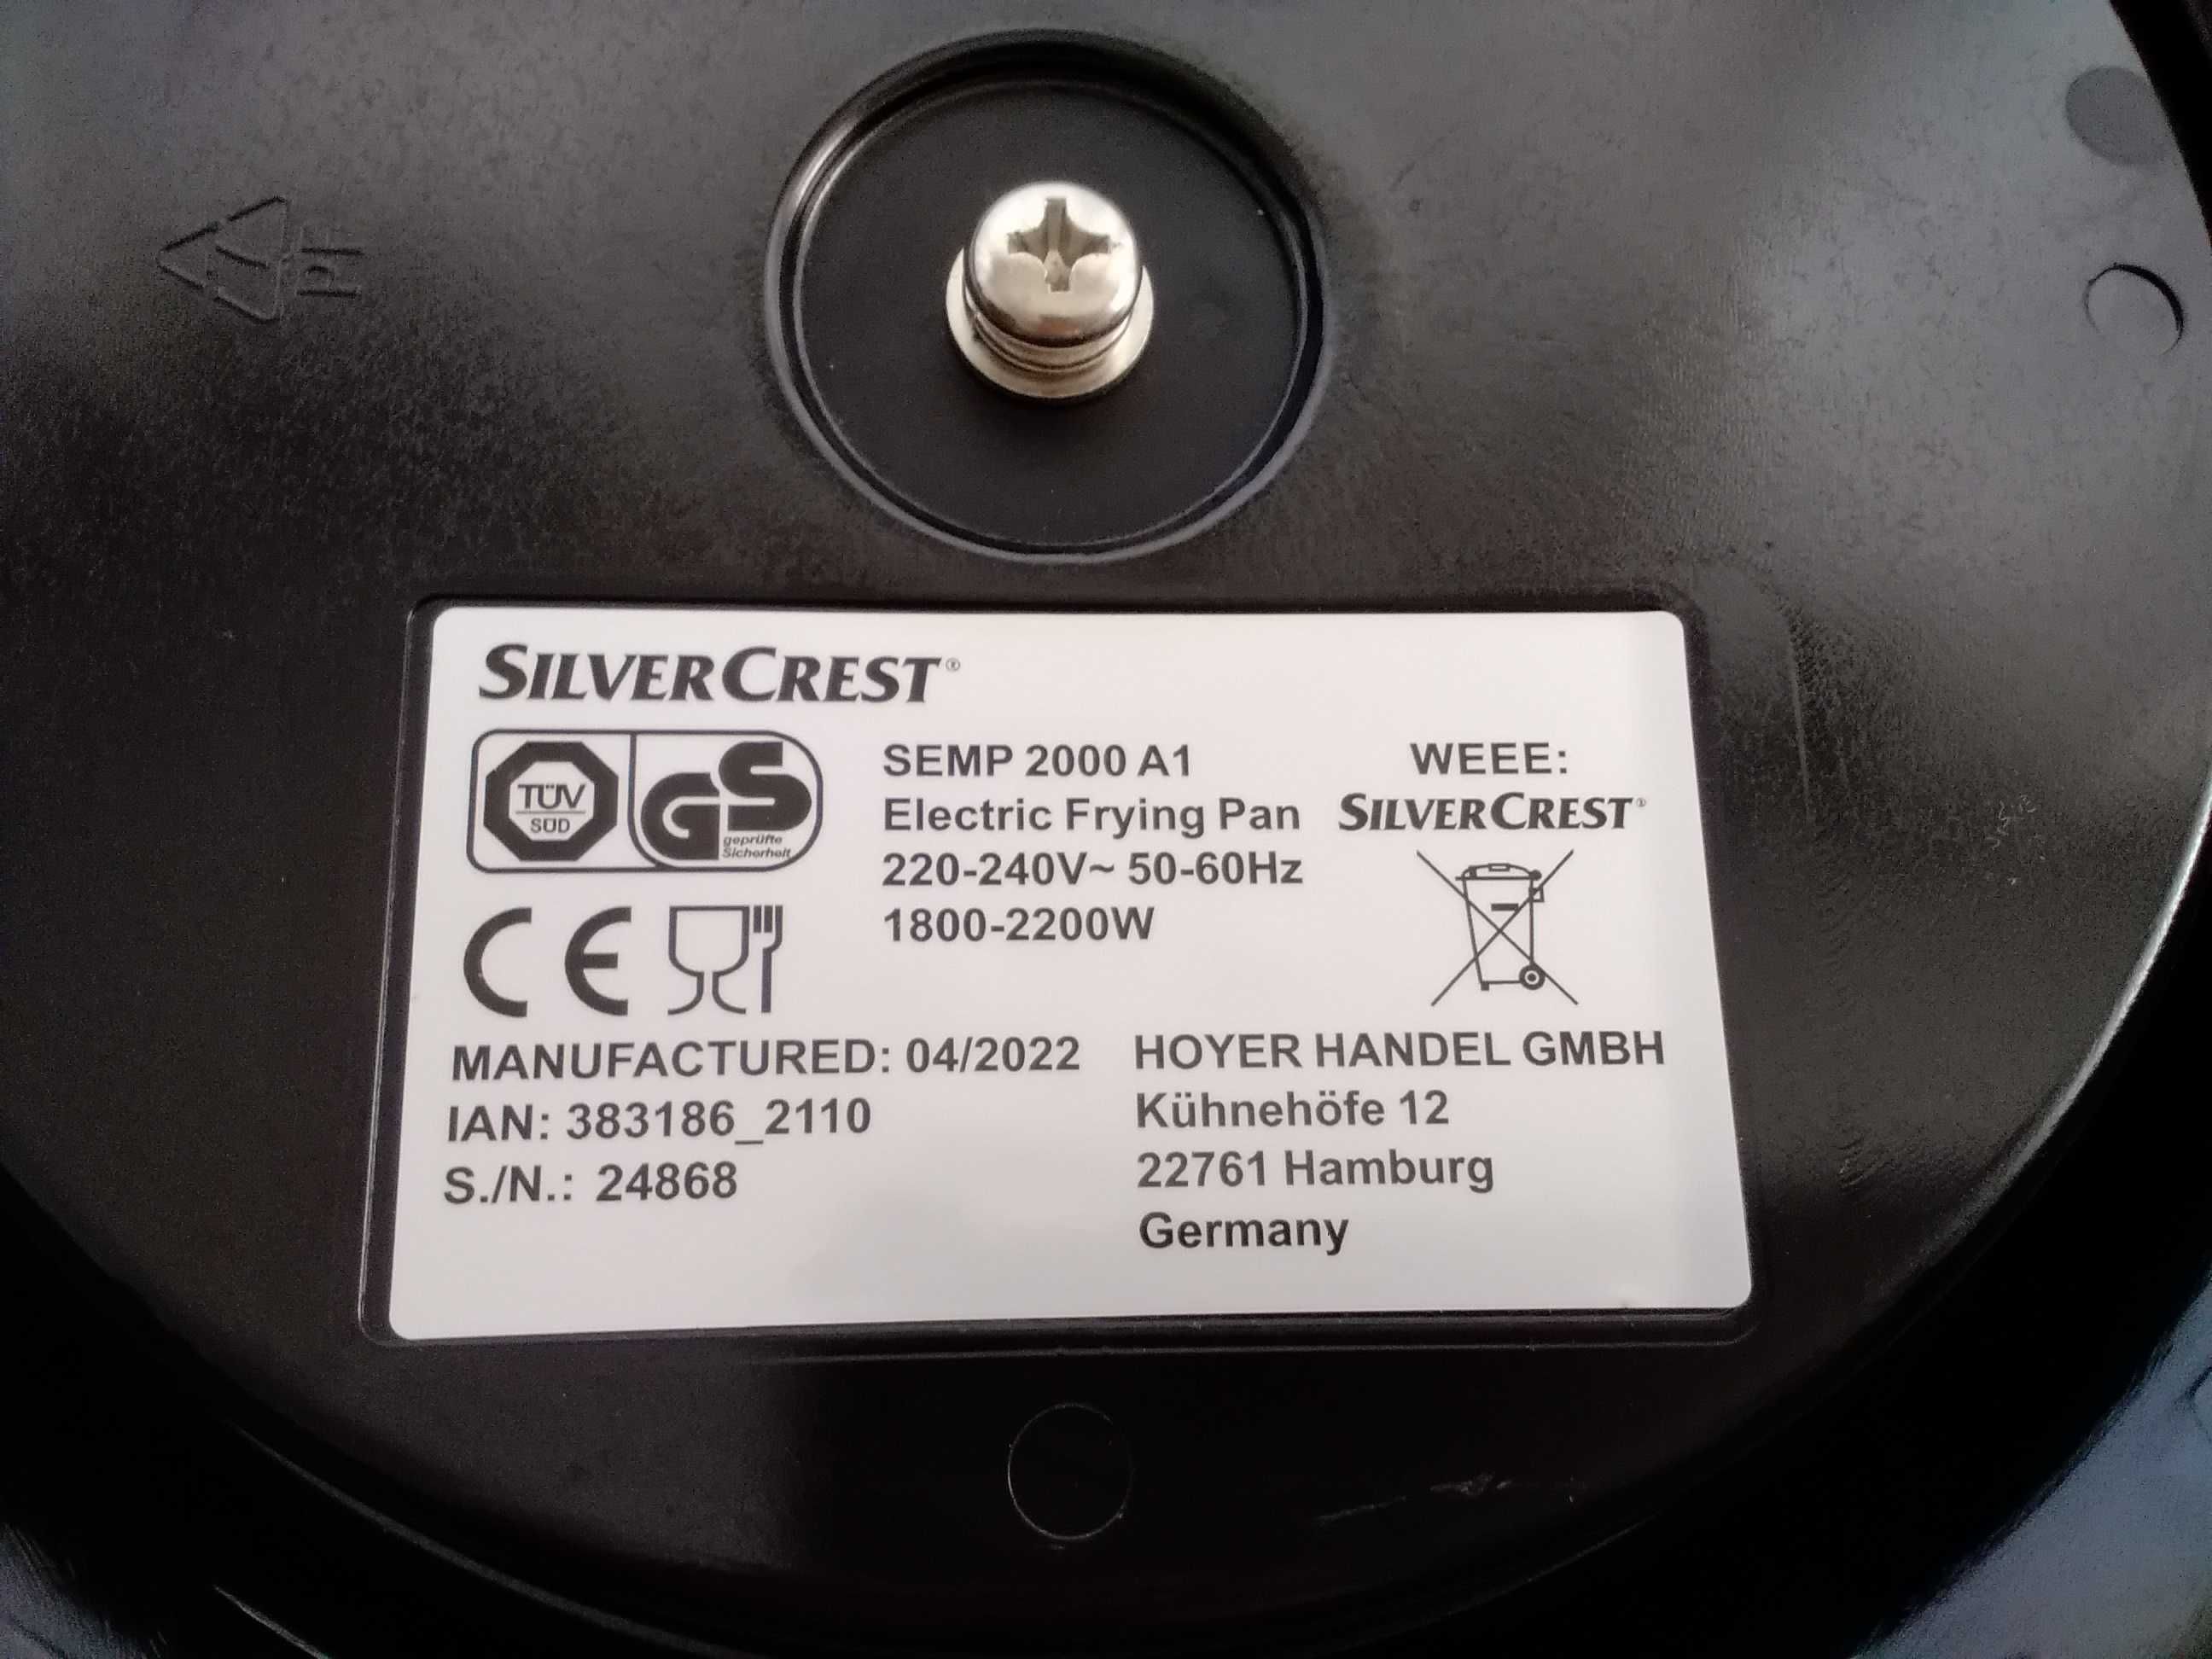 SILVERCREST®
TÜV
SÜD
GS
geprüfte
Sicherheit
CE
SEMP 2000 A1
Electric Frying Pan
220-240V~ 50-60Hz
1800-2200W
WEEE:
SILVERCREST®
MANUFACTURED: 04/2022
IAN: 383186_2110
S./N.: 24868
HOYER HANDEL GMBH
Kühnehöfe 12
22761 Hamburg
Germany